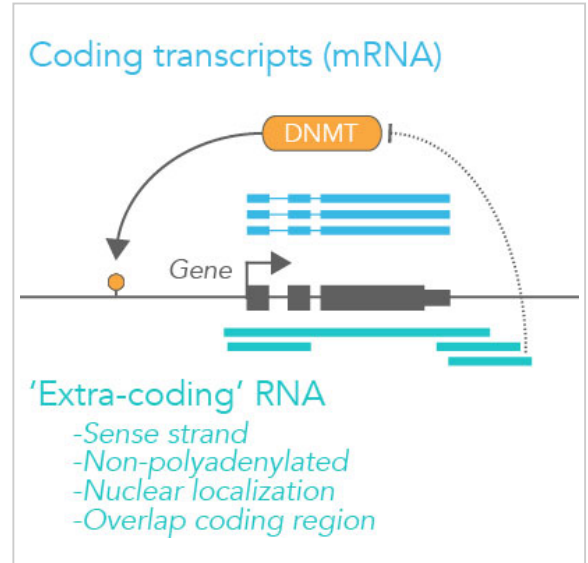 Coding transcripts (mRNA)
DNMT
Gene
‘Extra-coding’ RNA
-Sense strand
-Non-polyadenylated
-Nuclear localization
-Overlap coding region